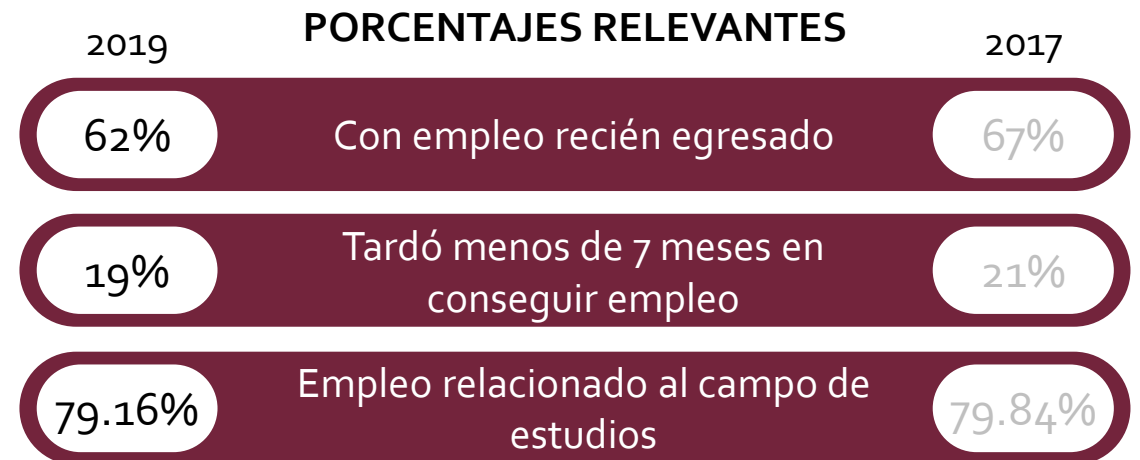 PORCENTAJES RELEVANTES
2019
2017
62%
Con empleo recién egresado
67%
19%
Tardó menos de 7 meses en
conseguir empleo
21%
79.16%
Empleo relacionado al campo de
estudios
79.84%